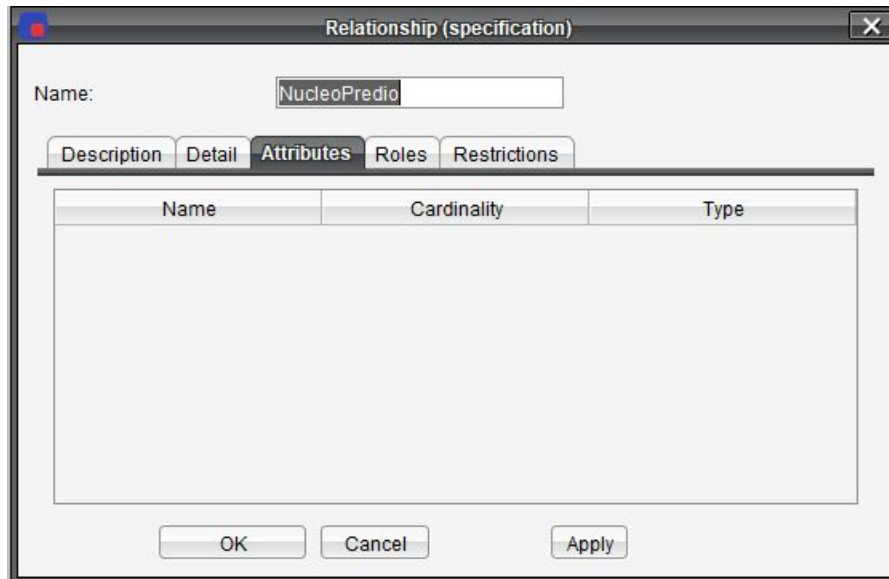 Relationship (specification)
Name: NucleoPredio
Description Detail Attributes Roles Restrictions
Name Cardinality Type
OK Cancel Apply